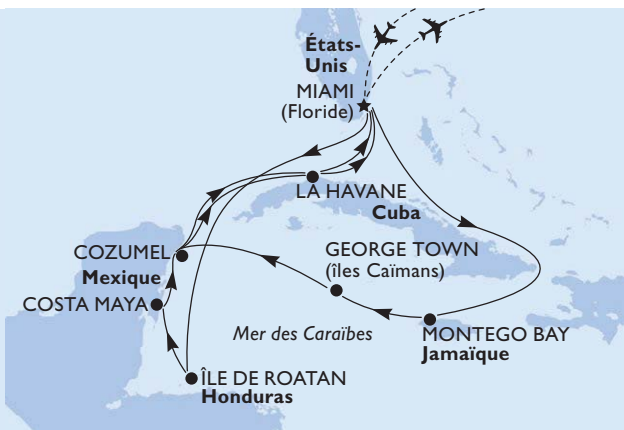 États-
Unis
MIAMI
(Floride)
LA HAVANE
Cuba
COZUMEL
Mexique
GEORGE TOWN
(îles Caïmans)
COSTA MAYA
Mer des Caraïbes
MONTEGO BAY
Jamaïque
ÎLE DE ROATAN
Honduras